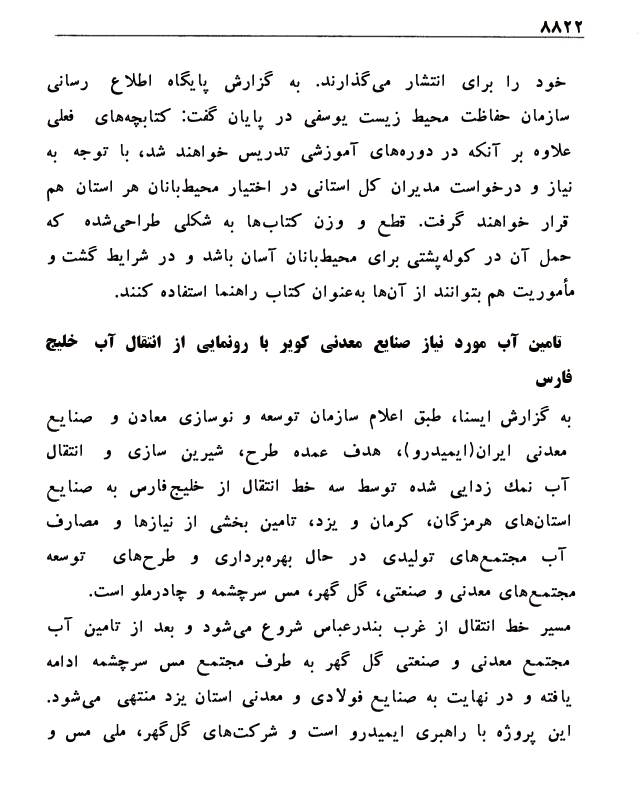 ۸۸۲۲
خود را برای انتشار می‌گذارند. به گزارش پایگاه اطلاع رسانی
سازمان حفاظت محیط زیست یوسفی در پایان گفت: کتابچه‌های فعلی
علاوه بر آنکه در دوره‌های آموزشی تدریس خواهند شد، با توجه به
نیاز و درخواست مدیران کل استانی در اختیار محیط‌بانان هر استان هم
قرار خواهند گرفت. قطع و وزن کتاب‌ها به شکلی طراحی‌شده که
حمل آن در کوله‌پشتی برای محیط‌بانان آسان باشد و در شرایط گشت و
مأموریت هم بتوانند از آن‌ها به‌عنوان کتاب راهنما استفاده کنند.
تامین آب مورد نیاز صنایع معدنی کویر با رونمایی از انتقال آب خلیج
فارس
به گزارش ایسنا، طبق اعلام سازمان توسعه و نوسازی معادن و صنایع
معدنی ایران(ایمیدرو)، هدف عمده طرح، شیرین سازی و انتقال
آب نمك زدایی شده توسط سه خط انتقال از خلیج‌فارس به صنایع
استان‌های هرمزگان، کرمان و یزد، تامین بخشی از نیازها و مصارف
آب مجتمع‌های تولیدی در حال بهره‌برداری و طرح‌های توسعه
مجتمع‌های معدنی و صنعتی، گل گهر، مس سرچشمه و چادرملو است.
مسیر خط انتقال از غرب بندرعباس شروع می‌شود و بعد از تامین آب
مجتمع معدنی و صنعتی گل گهر به طرف مجتمع مس سرچشمه ادامه
یافته و در نهایت به صنایع فولادی و معدنی استان یزد منتهی می‌شود.
این پروژه با راهبری ایمیدرو است و شرکت‌های گل‌گهر، ملی مس و